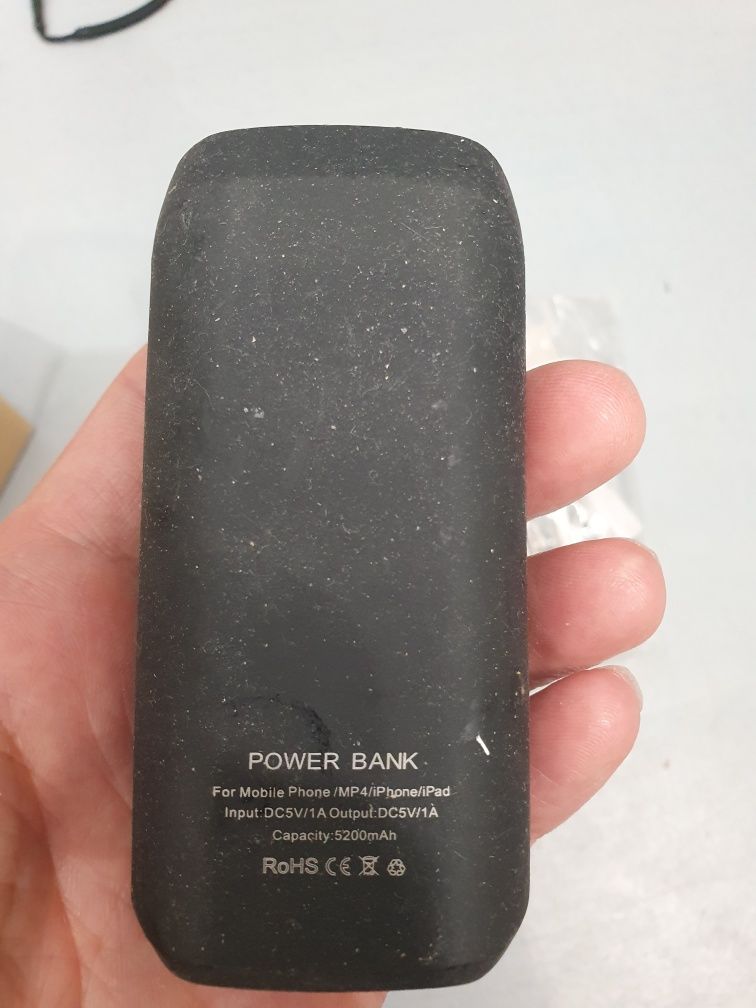 POWER BANK
For Mobile Phone/MP4/iPhone/iPad
Input:DC5V/1A Output:DC5V/1A
Capacity:5200mAh
RoHS CE